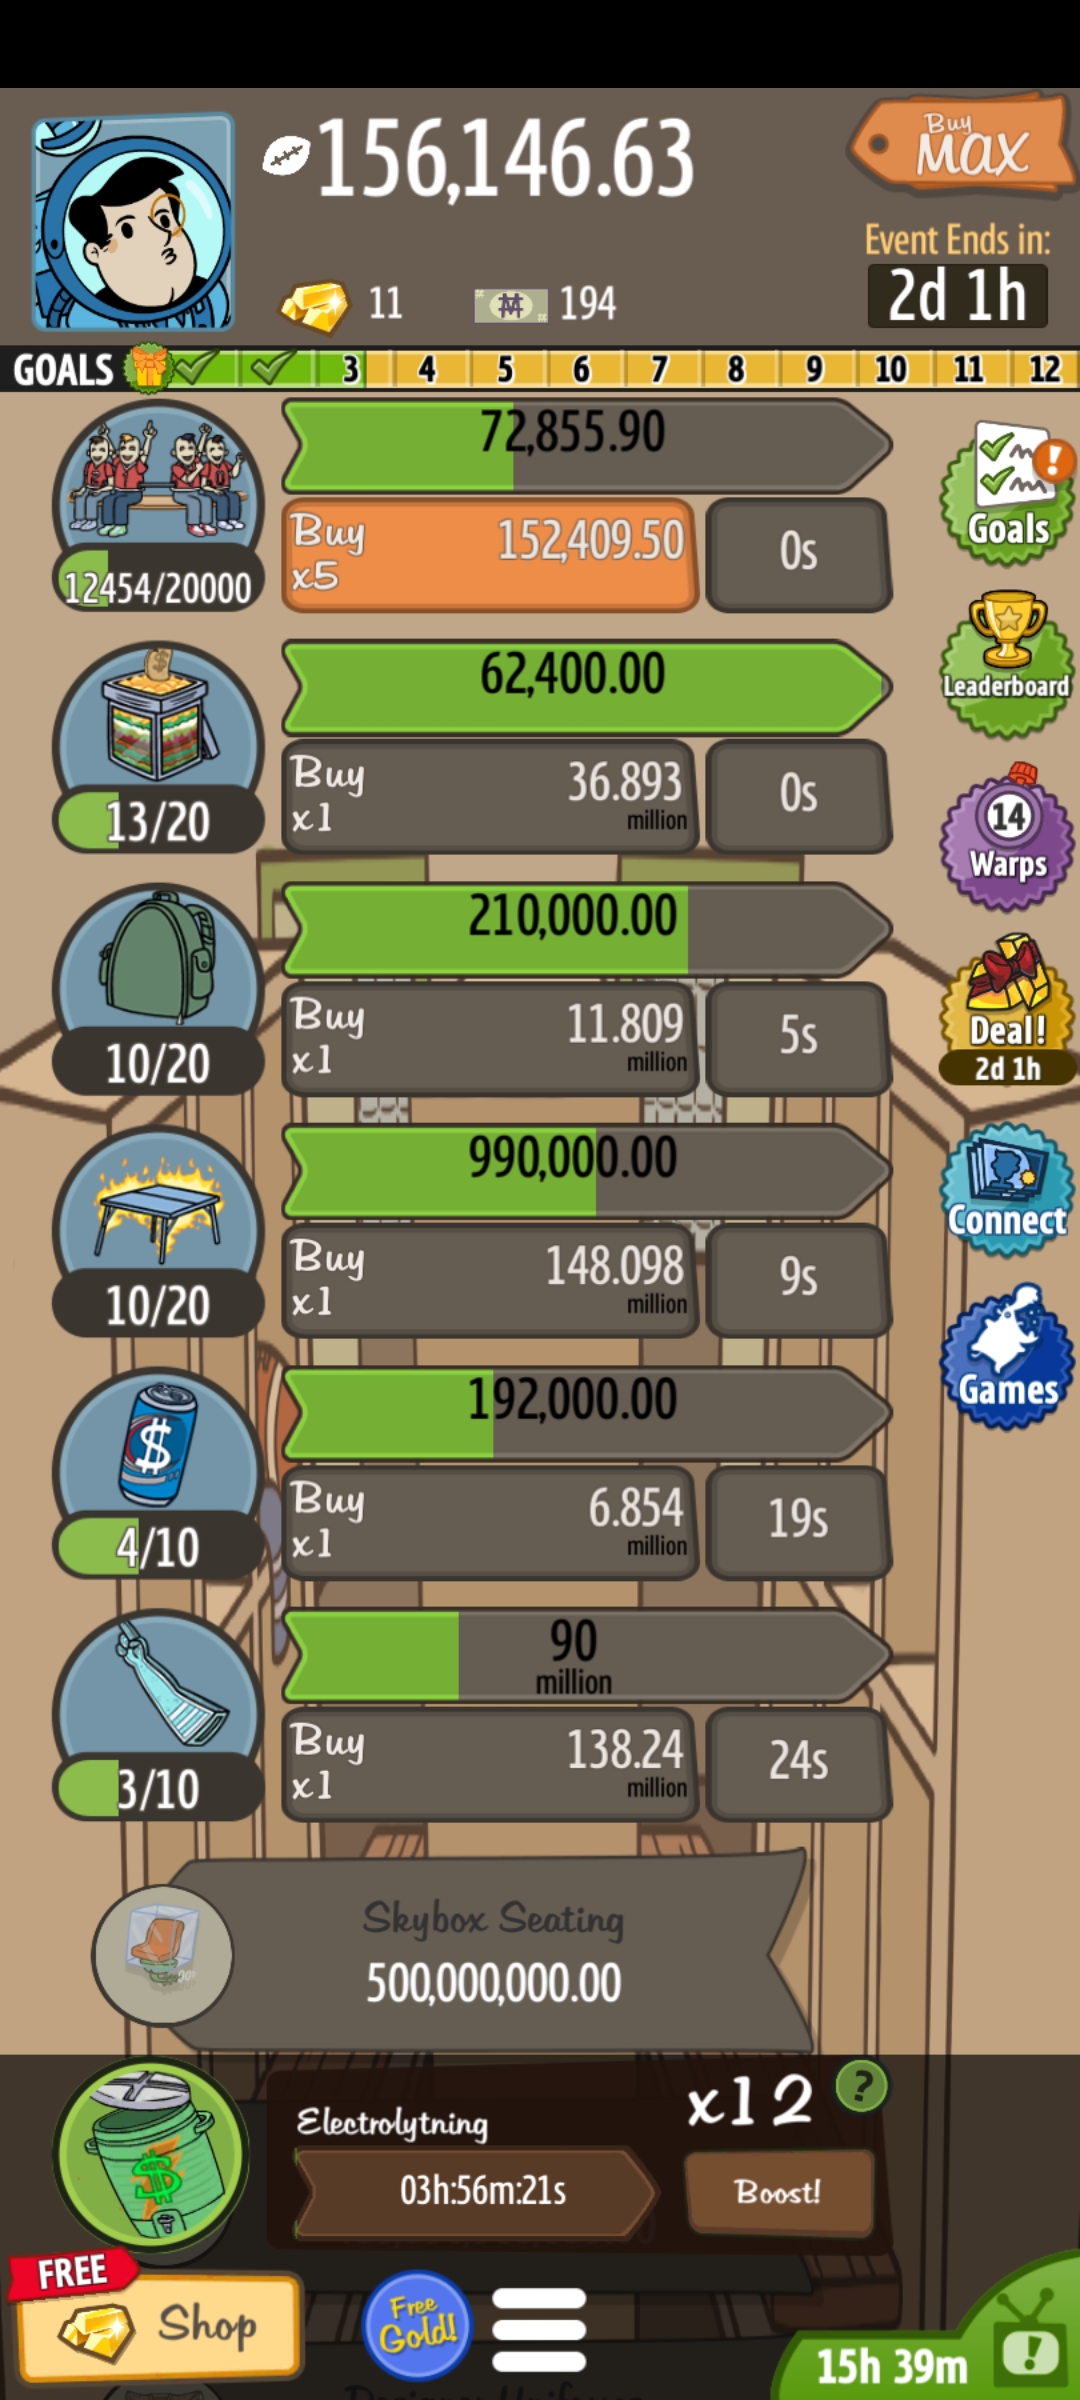 156,146.63
Buy
MAX
Event Ends in:
2d 1h
11
194
GOALS
3
4
5
6
7
8
9
10
11
12
72,855.90
Buy
x5
152,409.50
0s
12454/20000
Goals
62,400.00
Buy
x1
36.893
million
0s
13/20
Leaderboard
210,000.00
Buy
x1
11.809
million
5s
10/20
14
Warps
990,000.00
Buy
x1
148.098
million
9s
10/20
Deal!
2d 1h
192,000.00
Buy
x1
6.854
million
19s
$
4/10
Connect
90
million
Buy
x1
138.24
million
24s
3/10
Games
Skybox Seating
500,000,000.00
$
Electrolytning
x12
?
03h:56m:21s
Boost!
FREE
Shop
Free
Gold!
15h 39m
!